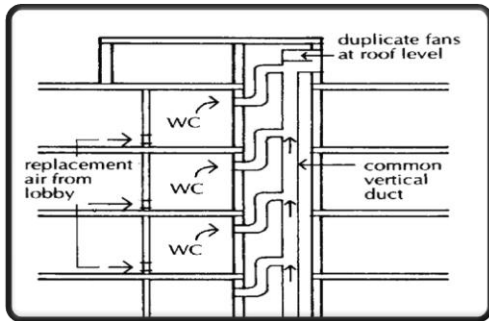 duplicate fans
at roof level
WC
replacement
air from
lobby
WC
common
vertical
duct
WC